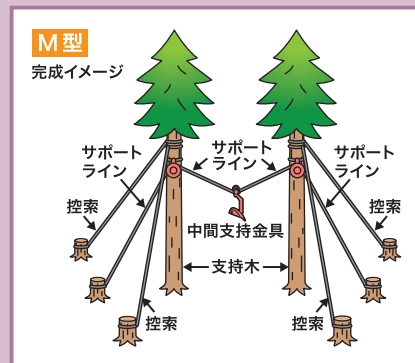 M型
完成イメージ
サポート
ライン
サポート
ライン
サポート
ライン
控索
控索
中間支持金具
支持木
控索
控索